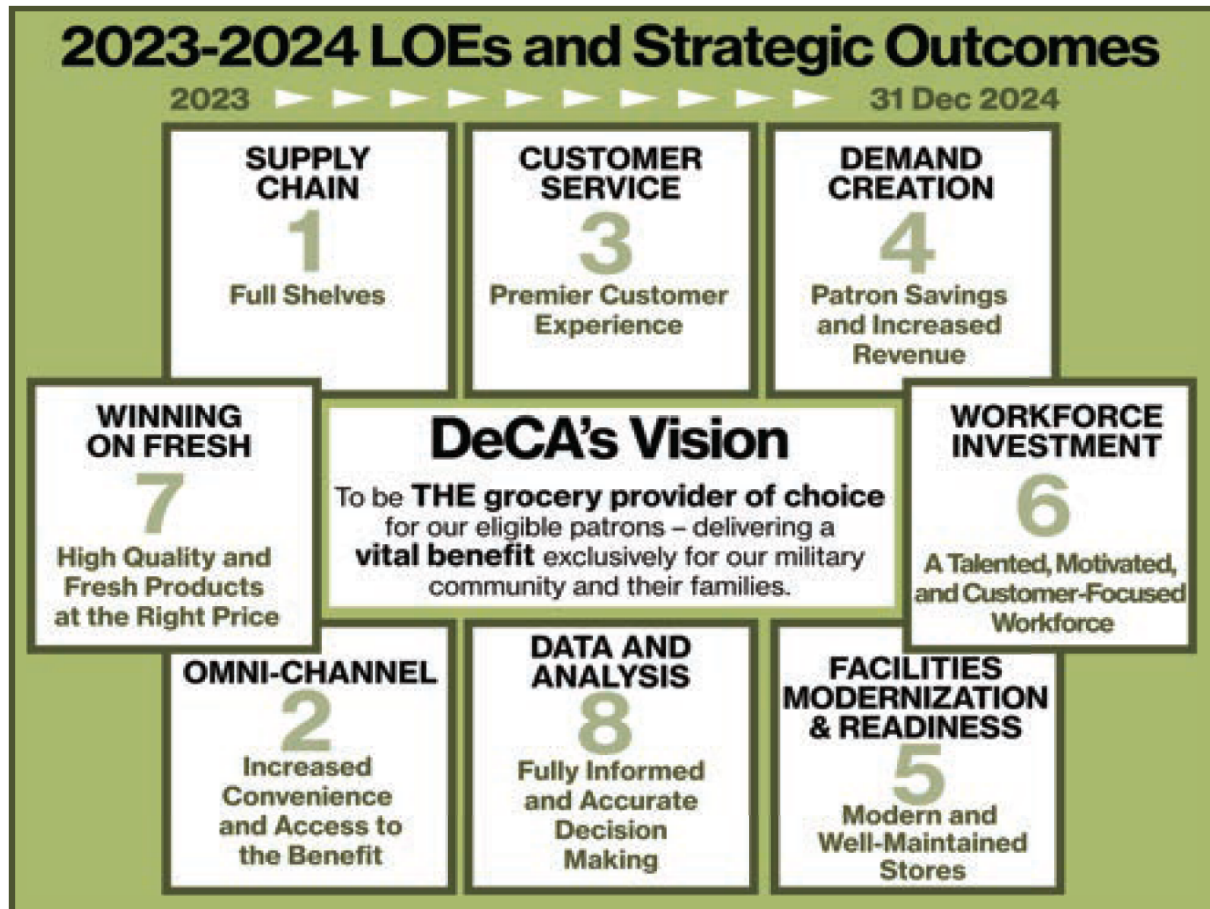 2023-2024 LOEs and Strategic Outcomes
2023
31 Dec 2024
SUPPLY
CHAIN
1
Full Shelves
CUSTOMER
SERVICE
3
Premier Customer
Experience
DEMAND
CREATION
4
Patron Savings
and Increased
Revenue
WINNING
ON FRESH
7
High Quality and
Fresh Products
at the Right Price
DeCA's Vision
To be THE grocery provider of choice
for our eligible patrons – delivering a
vital benefit exclusively for our military
community and their families.
WORKFORCE
INVESTMENT
6
A Talented, Motivated,
and Customer-Focused
Workforce
OMNI-CHANNEL
2
Increased
Convenience
and Access to
the Benefit
DATA AND
ANALYSIS
8
Fully Informed
and Accurate
Decision
Making
FACILITIES
MODERNIZATION
& READINESS
5
Modern and
Well-Maintained
Stores